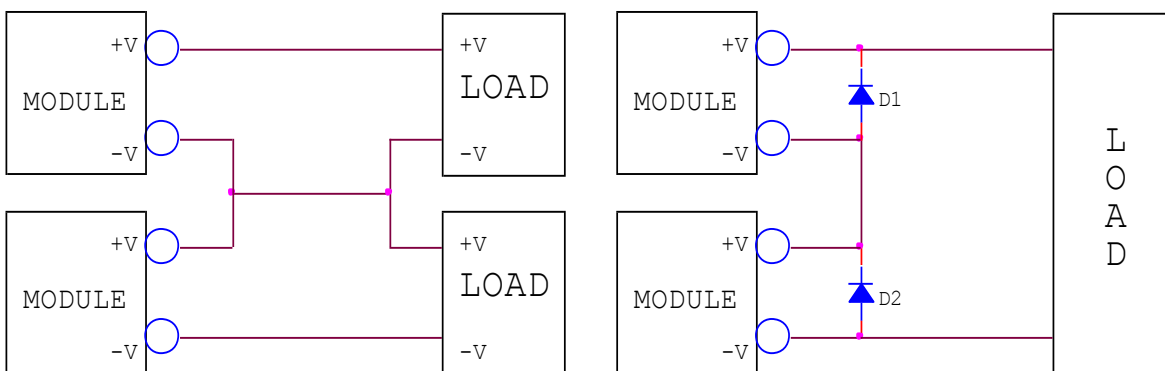 +V
MODULE
-V
+V
LOAD
-V
+V
MODULE
-V
+V
LOAD
-V
+V
MODULE
-V
D1
+V
MODULE
-V
D2
L
O
A
D